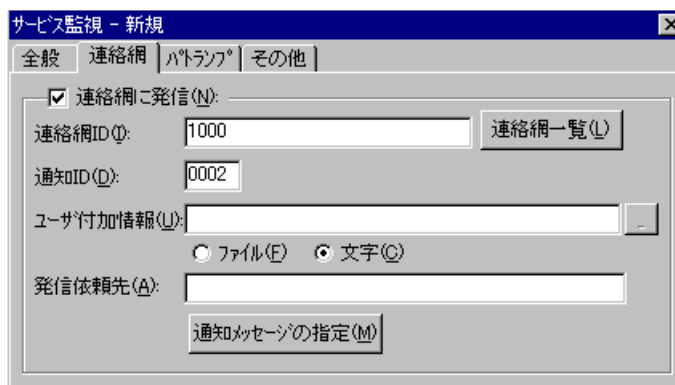 サービス監視 - 新規
全般 連絡網 パトランプ その他
連絡網に発信(N):
連絡網ID(I): 1000 連絡網一覧(L)
通知ID(D): 0002
ユーザ付加情報(U): _
ファイル(F) 文字(C)
発信依頼先(A):
通知メッセージの指定(M)